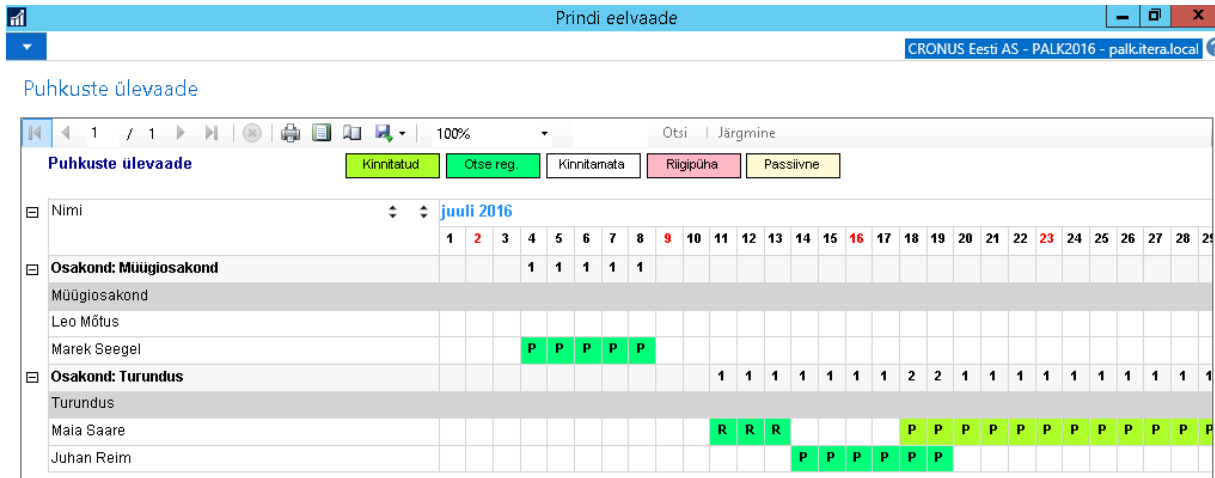 Prindi eelvaade
CRONUS Eesti AS - PALK2016 - palk.itera.local
Puhkuste ülevaade
1 / 1 100% Otsi Järgmine
Puhkuste ülevaade Kinnitatud Otse reg. Kinnitamata Riigipüha Passiivne
Nimi juuli 2016
1 2 3 4 5 6 7 8 9 10 11 12 13 14 15 16 17 18 19 20 21 22 23 24 25 26 27 28 29
Osakond: Müügiosakond 1 1 1 1 1
Müügiosakond
Leo Mõtus
Marek Seegel P P P P P
Osakond: Turundus 1 1 1 1 1 1 1 2 2 1 1 1 1 1 1 1 1 1 1
Turundus
Maia Saare R R R P P P P P P P P P P P P
Juhan Reim P P P P P P